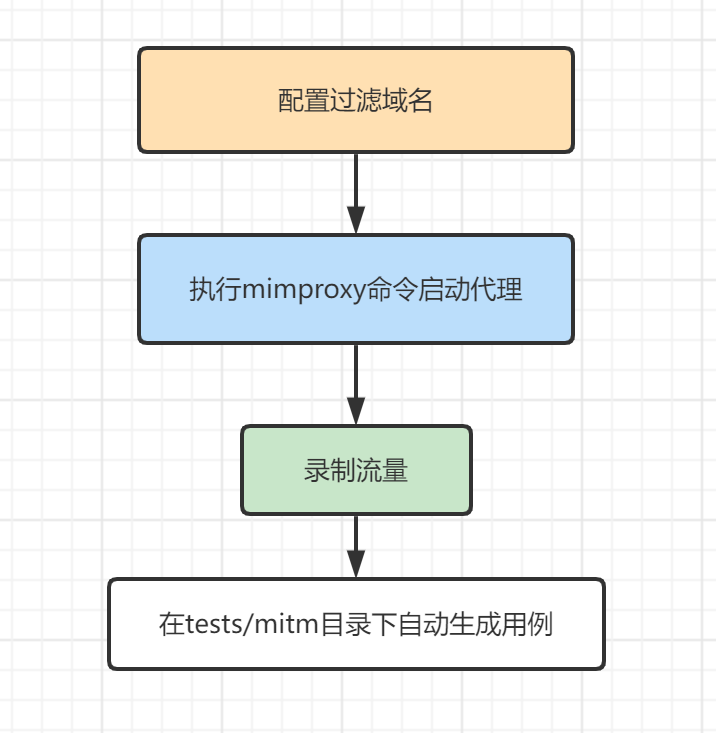 配置过滤域名
执行mimproxy命令启动代理
录制流量
在tests/mitm目录下自动生成用例